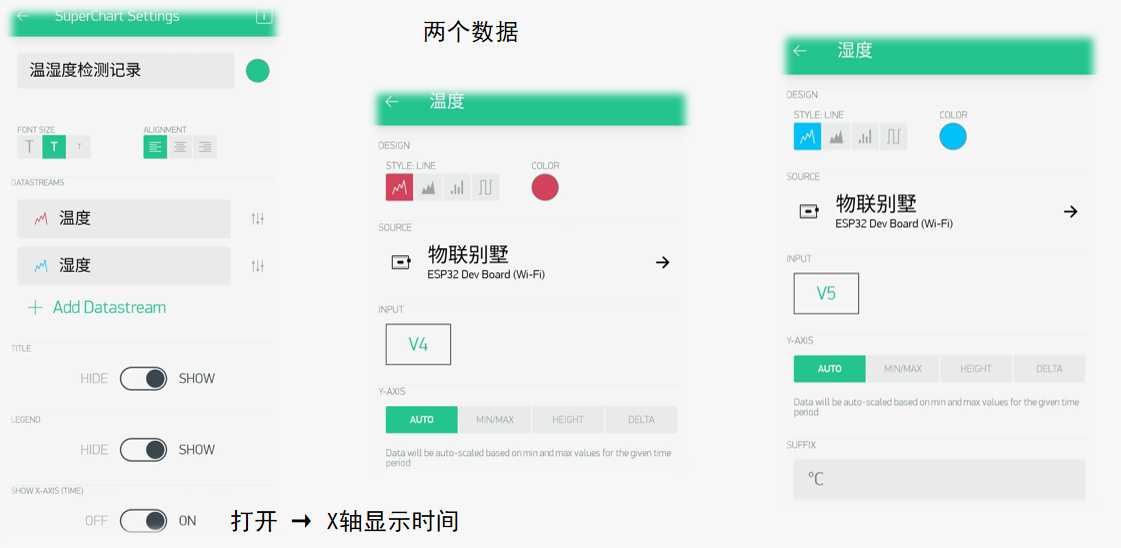 SuperChart Settings
温湿度检测记录
FONT SIZE
ALIGNMENT
T T T
DATASTREAMS
温度
湿度
+ Add Datastream
TITLE
HIDE SHOW
LEGEND
HIDE SHOW
SHOW X-AXIS (TIME)
OFF ON
打开 → X轴显示时间
两个数据
← 温度
DESIGN
STYLE: LINE
COLOR
SOURCE
物联别墅
ESP32 Dev Board (Wi-Fi)
INPUT
V4
Y-AXIS
AUTO MIN/MAX HEIGHT DELTA
Data will be auto-scaled based on min and max values for the given time
period
← 湿度
DESIGN
STYLE: LINE
COLOR
SOURCE
物联别墅
ESP32 Dev Board (Wi-Fi)
INPUT
V5
Y-AXIS
AUTO MIN/MAX HEIGHT DELTA
Data will be auto-scaled based on min and max values for the given time
period
SUFFIX
°C